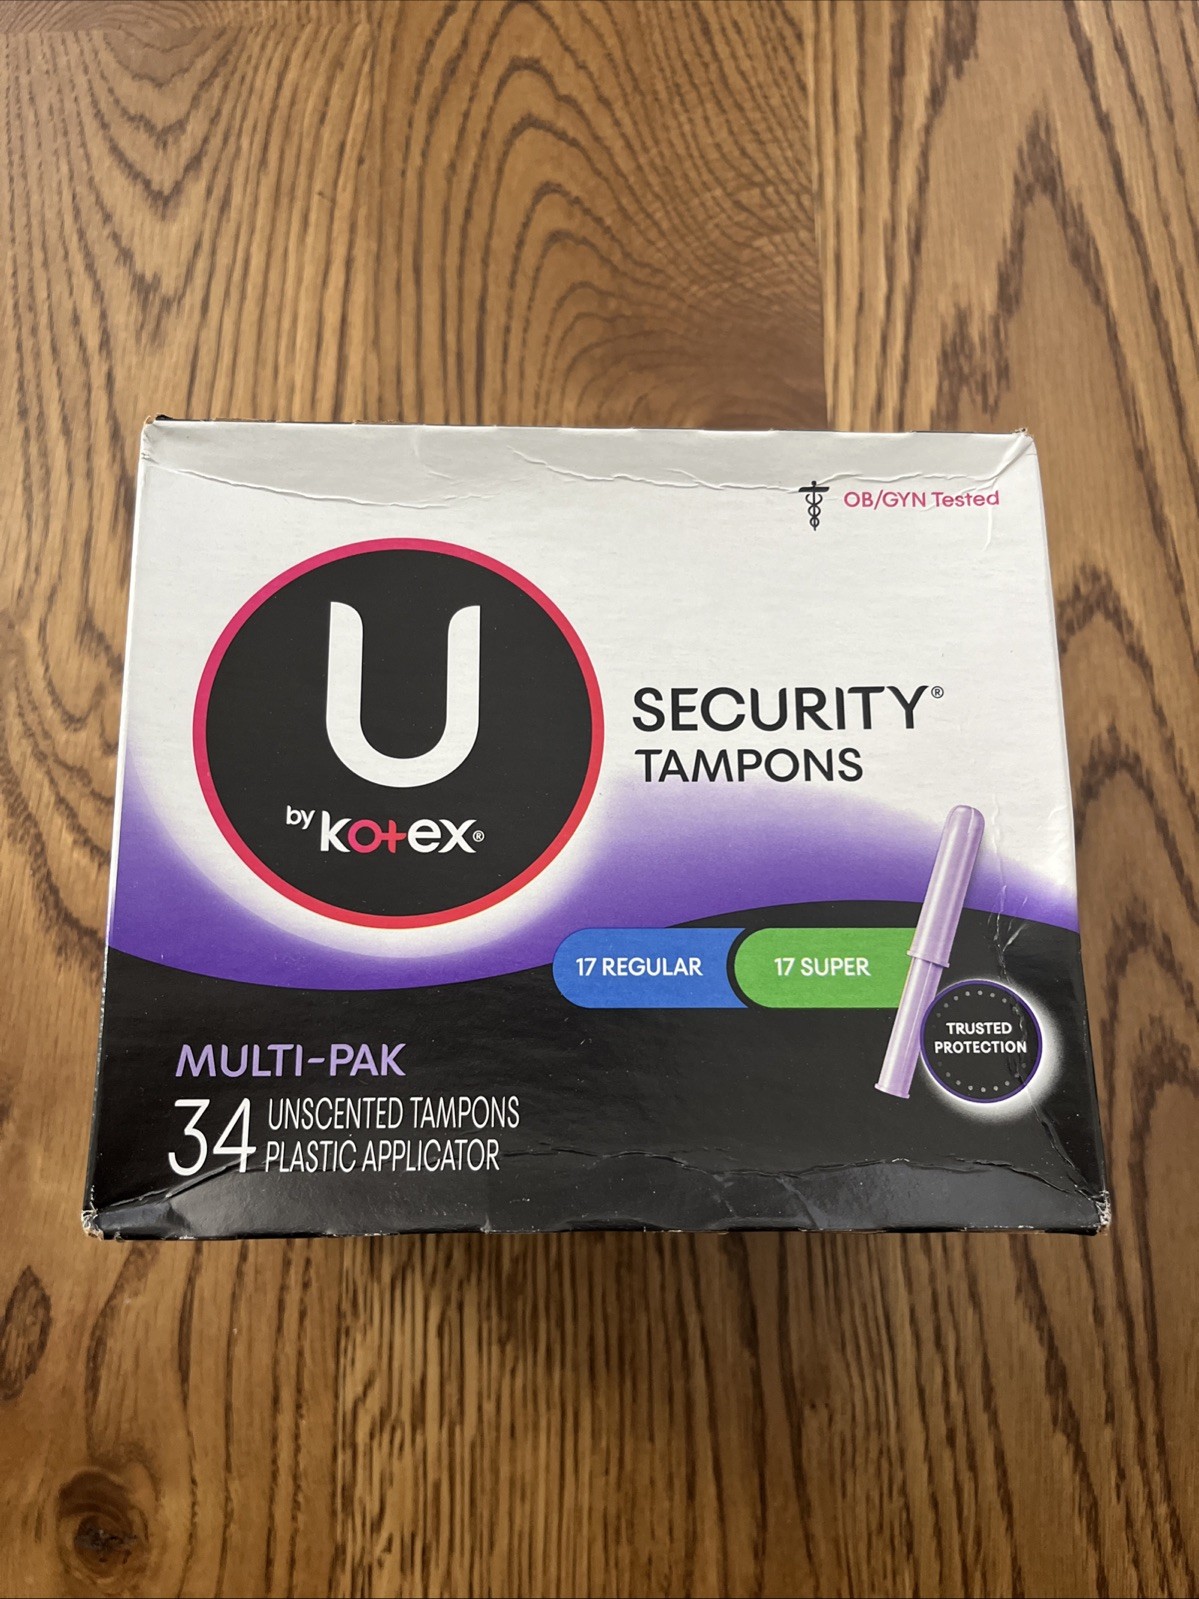 OB/GYN Tested
U
by Kotex®
SECURITY®
TAMPONS
17 REGULAR
17 SUPER
TRUSTED
PROTECTION
MULTI-PAK
34 UNSCENTED TAMPONS
PLASTIC APPLICATOR